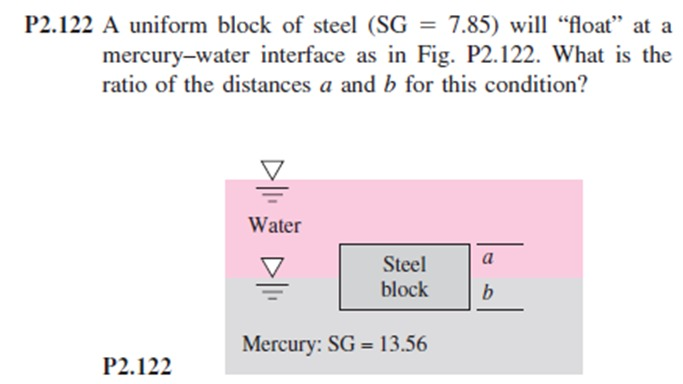 P2.122 A uniform block of steel (SG = 7.85) will “float” at a
mercury–water interface as in Fig. P2.122. What is the
ratio of the distances a and b for this condition?
Water
Steel
block
a
b
Mercury: SG = 13.56
P2.122